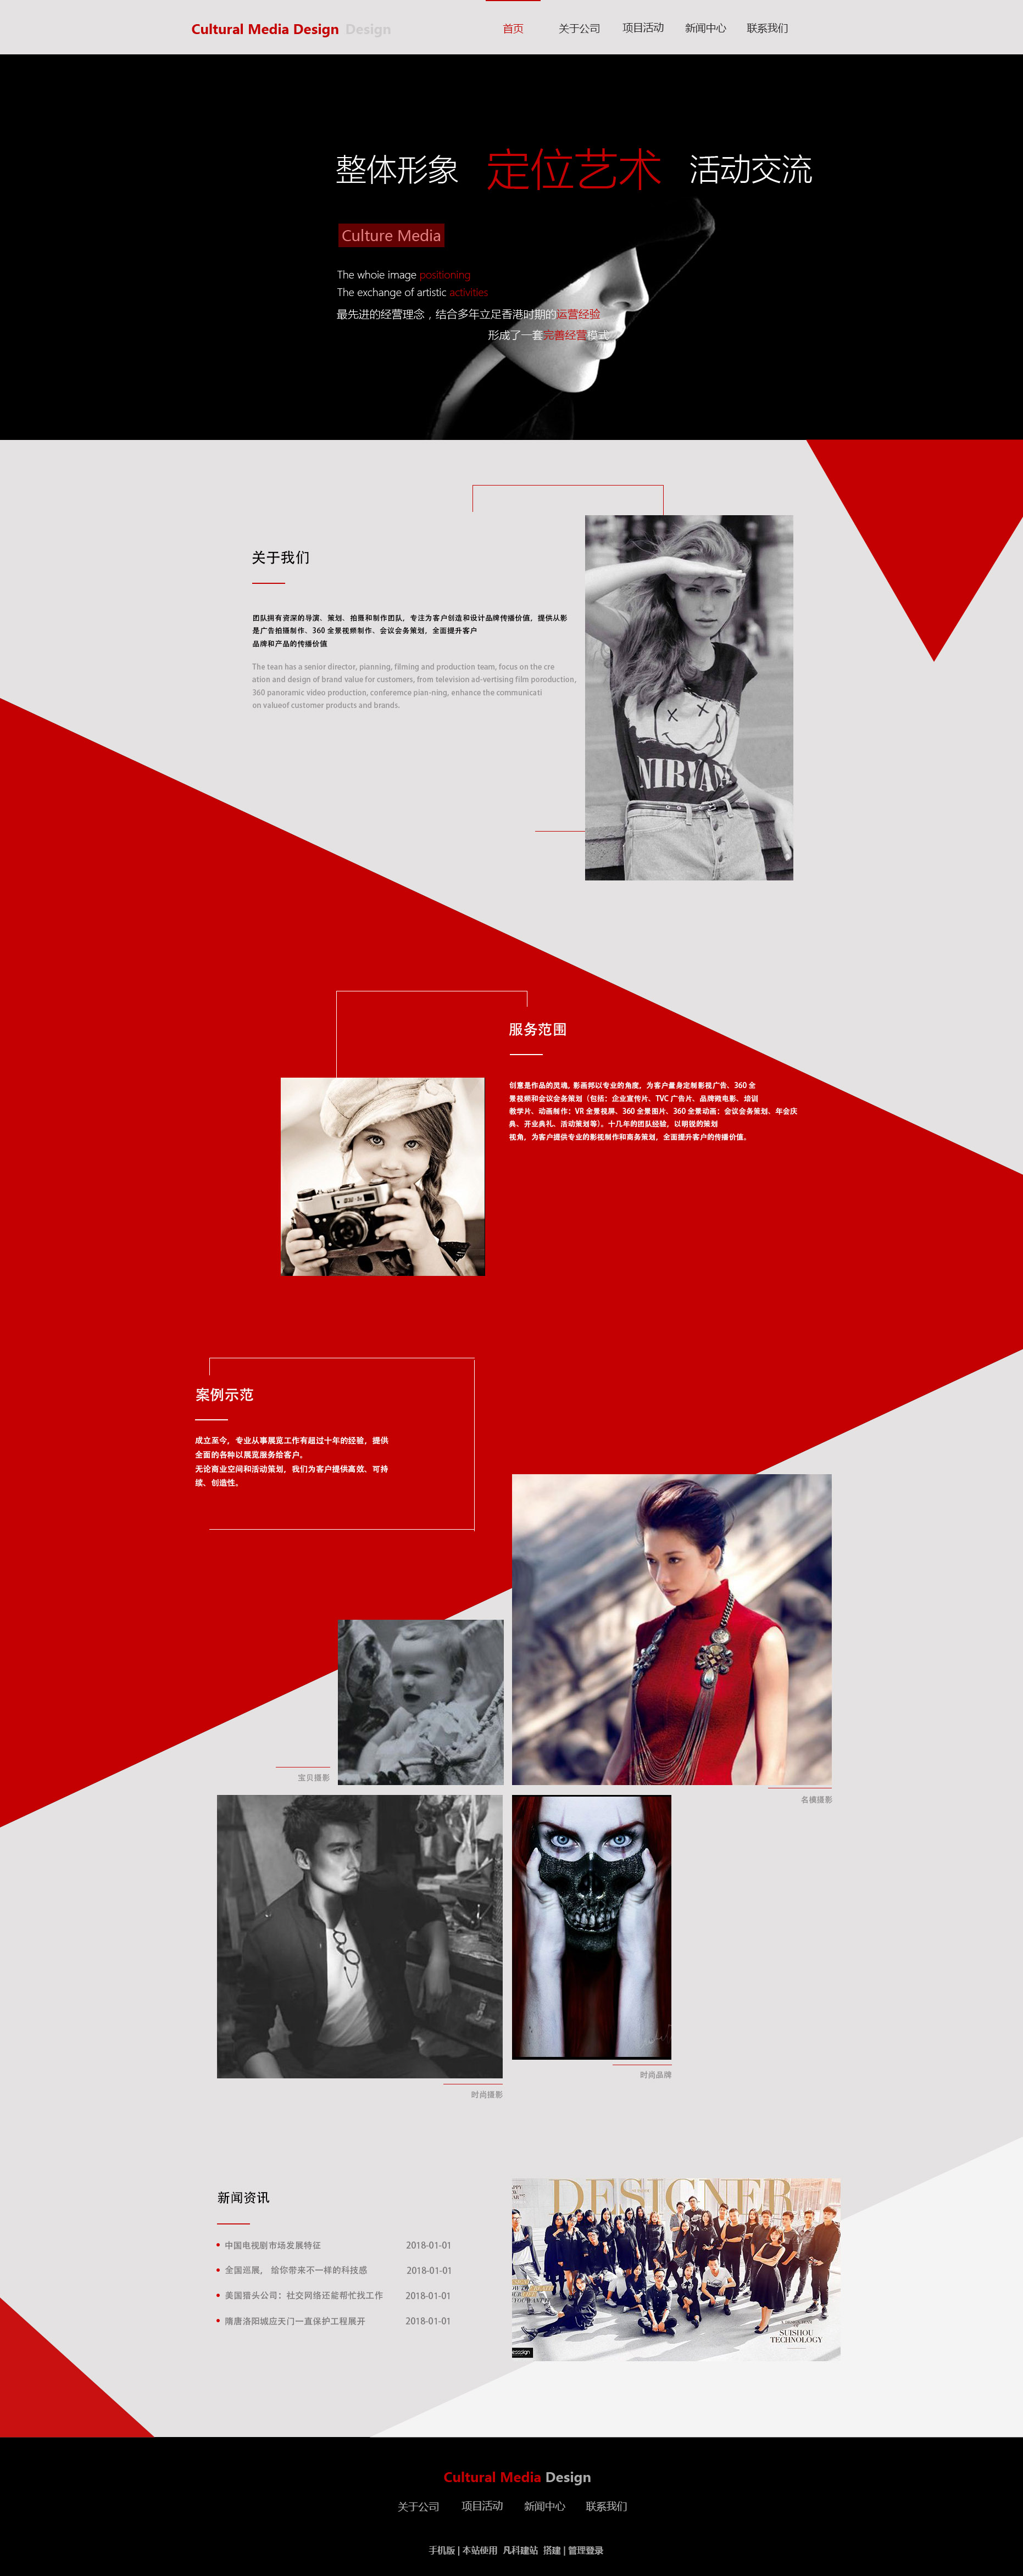 Cultural Media Design Design
首页 关于公司 项目活动 新闻中心 联系我们
整体形象 定位艺术 活动交流
Culture Media
The whoie image positioning
The exchange of artistic activities
最先进的经营理念，结合多年立足香港时期的运营经验
形成了一套完善经营模式
关于我们
团队拥有资深的导演、策划、拍摄和制作团队，专注为客户创造和设计品牌传播价值，提供从影
是广告拍摄制作、360 全景视频制作、会议会务策划，全面提升客户
品牌和产品的传播价值
The tean has a senior director, pianning, filming and production team, focus on the cre
ation and design of brand value for customers, from television ad-vertising film poroduction,
360 panoramic video production, conferemce pian-ning, enhance the communicati
on valueof customer products and brands.
NIRVANA
服务范围
创意是作品的灵魂, 影画邦以专业的角度，为客户量身定制影视广告、360 全
景视频和会议会务策划（包括：企业宣传片、TVC 广告片、品牌微电影、培训
教学片、动画制作：VR 全景视屏、360 全景图片、360 全景动画：会议会务策划、年会庆
典、开业典礼、活动策划等）。十几年的团队经验，以明锐的策划
视角，为客户提供专业的影视制作和商务策划，全面提升客户的传播价值。
案例示范
成立至今，专业从事展览工作有超过十年的经验，提供
全面的各种以展览服务给客户。
无论商业空间和活动策划，我们为客户提供高效、可持
续、创造性。
宝贝摄影
名摘摄影
时尚品牌
时尚摄影
新闻资讯
中国电视剧市场发展特征 2018-01-01
全国巡展， 给你带来不一样的科技感 2018-01-01
美国猎头公司：社交网络还能帮忙找工作 2018-01-01
隋唐洛阳城应天门一直保护工程展开 2018-01-01
DESIGNER
SUISHOU
TECHNOLOGY
Cultural Media Design
关于公司 项目活动 新闻中心 联系我们
手机版 | 本站使用 凡科建站 搭建 | 管理登录